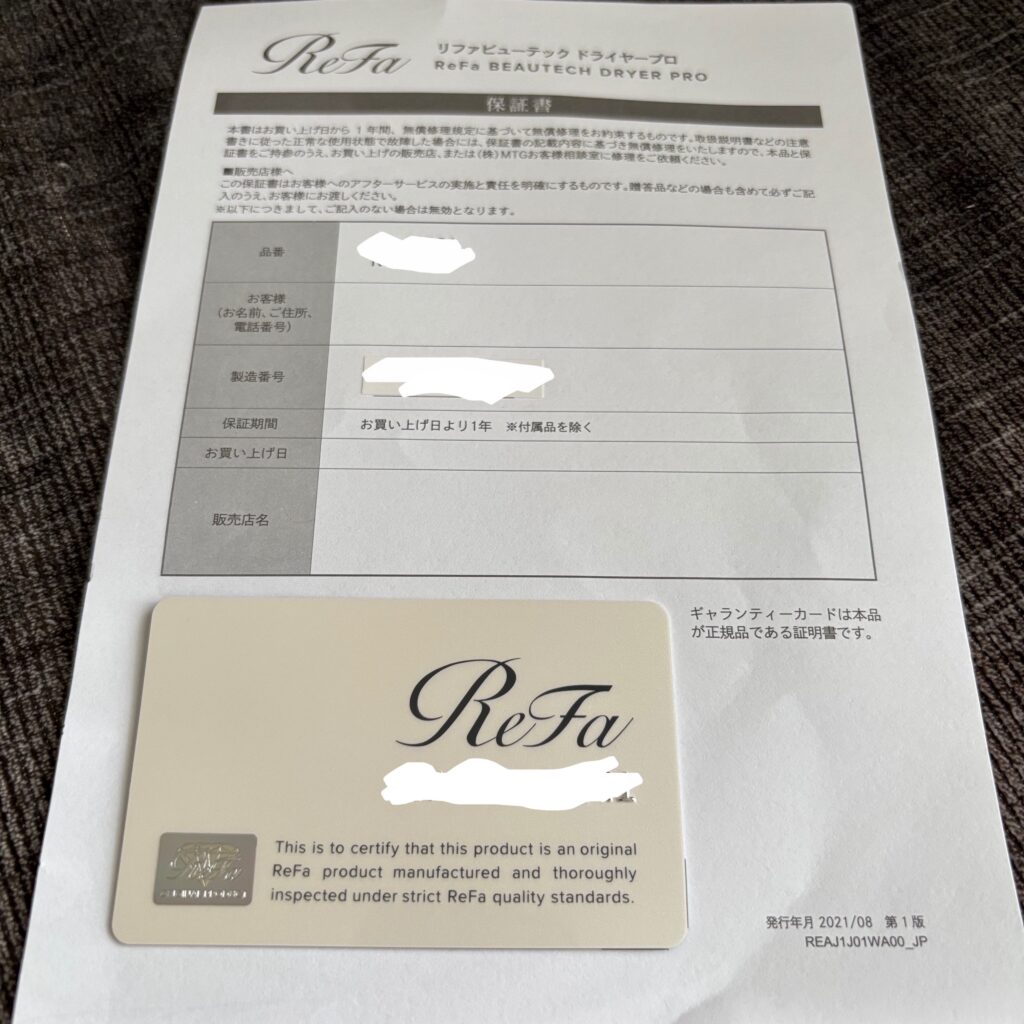 ReFa
リファビューテック ドライヤープロ
ReFa BEAUTECH DRYER PRO
保証書
本書はお買い上げ日から 1 年間、無償修理規定に基づいて無償修理をお約束するものです。取扱説明書などの注意
書きに従った正常な使用状態で故障した場合には、保証書の記載内容に基づき無償修理をいたしますので、本品と保
証書をご持参のうえ、お買い上げの販売店、または(株)MTGお客様相談室に修理をご依頼ください。
■販売店様へ
この保証書はお客様へのアフターサービスの実施と責任を明確にするものです。贈答品などの場合も含めて必ずご記
入のうえ、お客様にお渡しください。
※以下につきまして、ご記入のない場合は無効となります。
品番
お客様
(お名前、ご住所、
電話番号)
製造番号
保証期間
お買い上げ日より1年 ※付属品を除く
お買い上げ日
販売店名
ギャランティーカードは本品
が正規品である証明書です。
ReFa
This is to certify that this product is an original
ReFa product manufactured and thoroughly
inspected under strict ReFa quality standards.
発行年月 2021/08 第1版
REAJ1J01WA00_JP